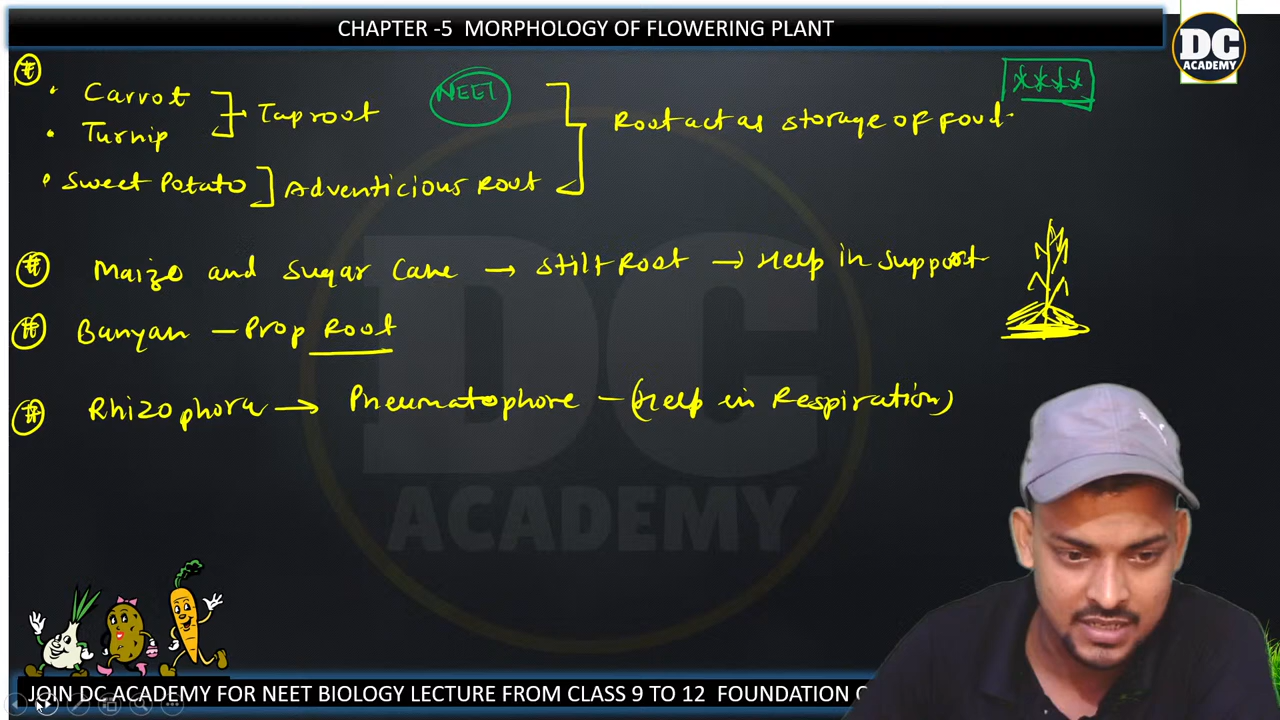 CHAPTER -5 MORPHOLOGY OF FLOWERING PLANT
DC
ACADEMY
NEET
Carrot
Turnip
Taproot
Root act as storage of food.
Sweet Potato
Adventicious Root
Maize and Sugar Cane → Stilt Root → Help in support
Banyan — Prop Root
Rhizophora → Pneumatophore — (Help in Respiration)
DC
ACADEMY
JOIN DC ACADEMY FOR NEET BIOLOGY LECTURE FROM CLASS 9 TO 12 FOUNDATION